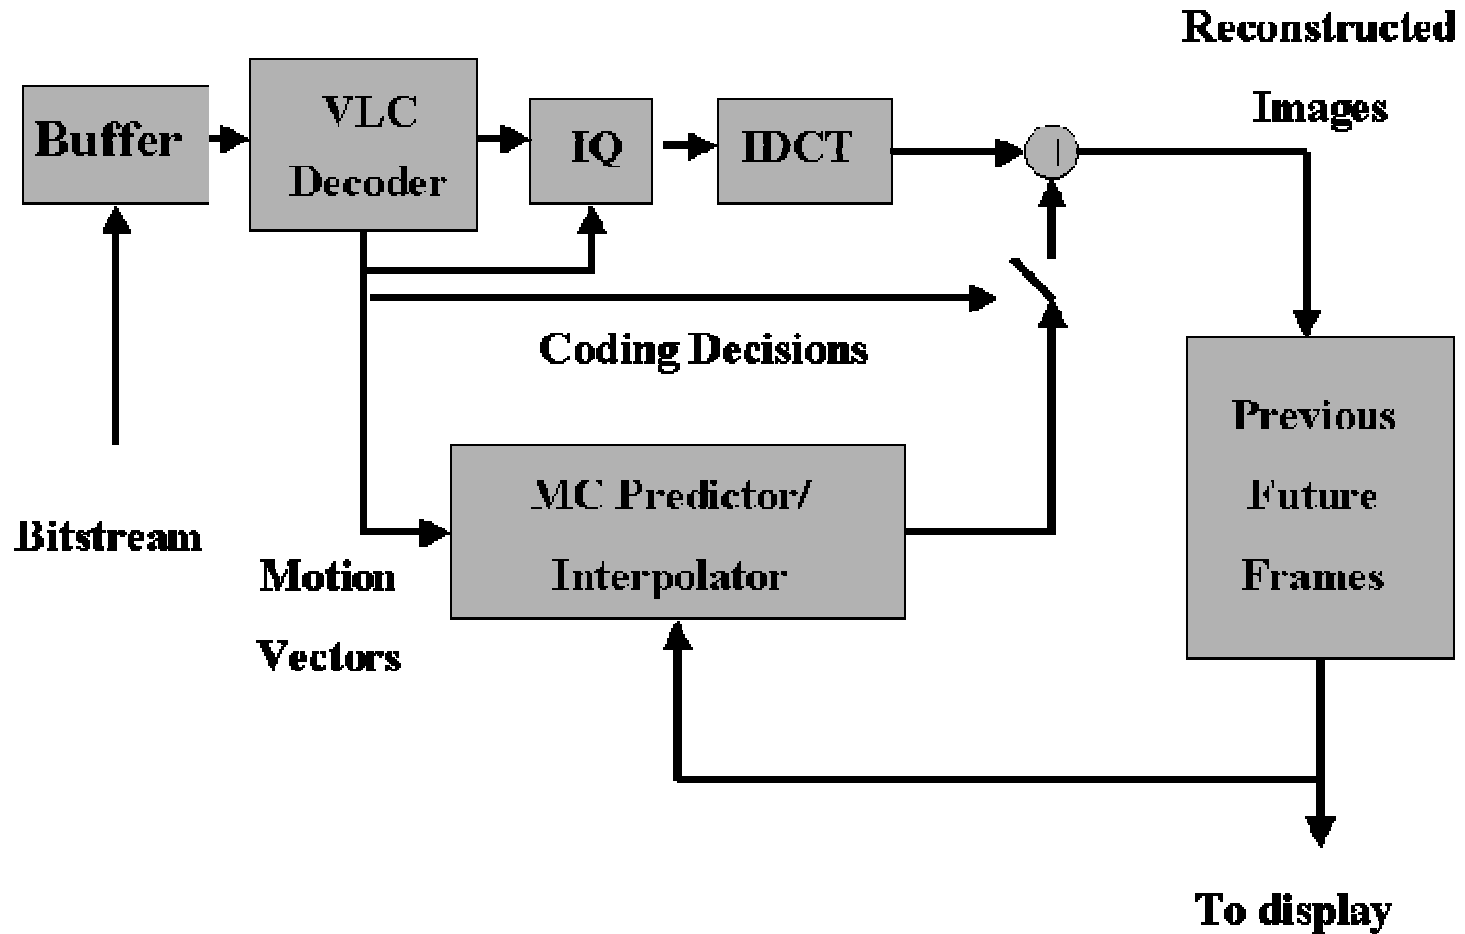 Reconstructed
Images
Buffer
VLC
Decoder
IQ
IDCT
Coding Decisions
Previous
Future
Frames
MC Predictor/
Interpolator
Bitstream
Motion
Vectors
To display